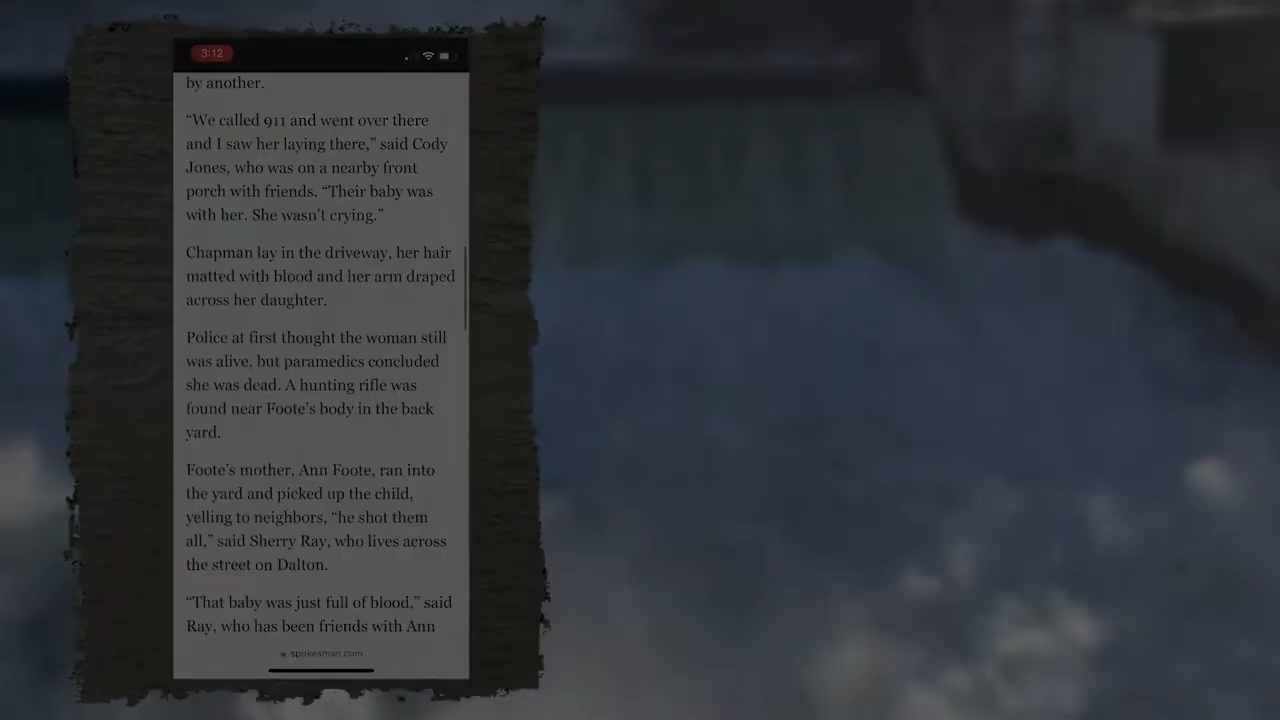 3:12
by another.
“We called 911 and went over there
and I saw her laying there,” said Cody
Jones, who was on a nearby front
porch with friends. “Their baby was
with her. She wasn’t crying.”
Chapman lay in the driveway, her hair
matted with blood and her arm draped
across her daughter.
Police at first thought the woman still
was alive, but paramedics concluded
she was dead. A hunting rifle was
found near Foote’s body in the back
yard.
Foote’s mother, Ann Foote, ran into
the yard and picked up the child,
yelling to neighbors, “he shot them
all,” said Sherry Ray, who lives across
the street on Dalton.
“That baby was just full of blood,” said
Ray, who has been friends with Ann
spokesman.com